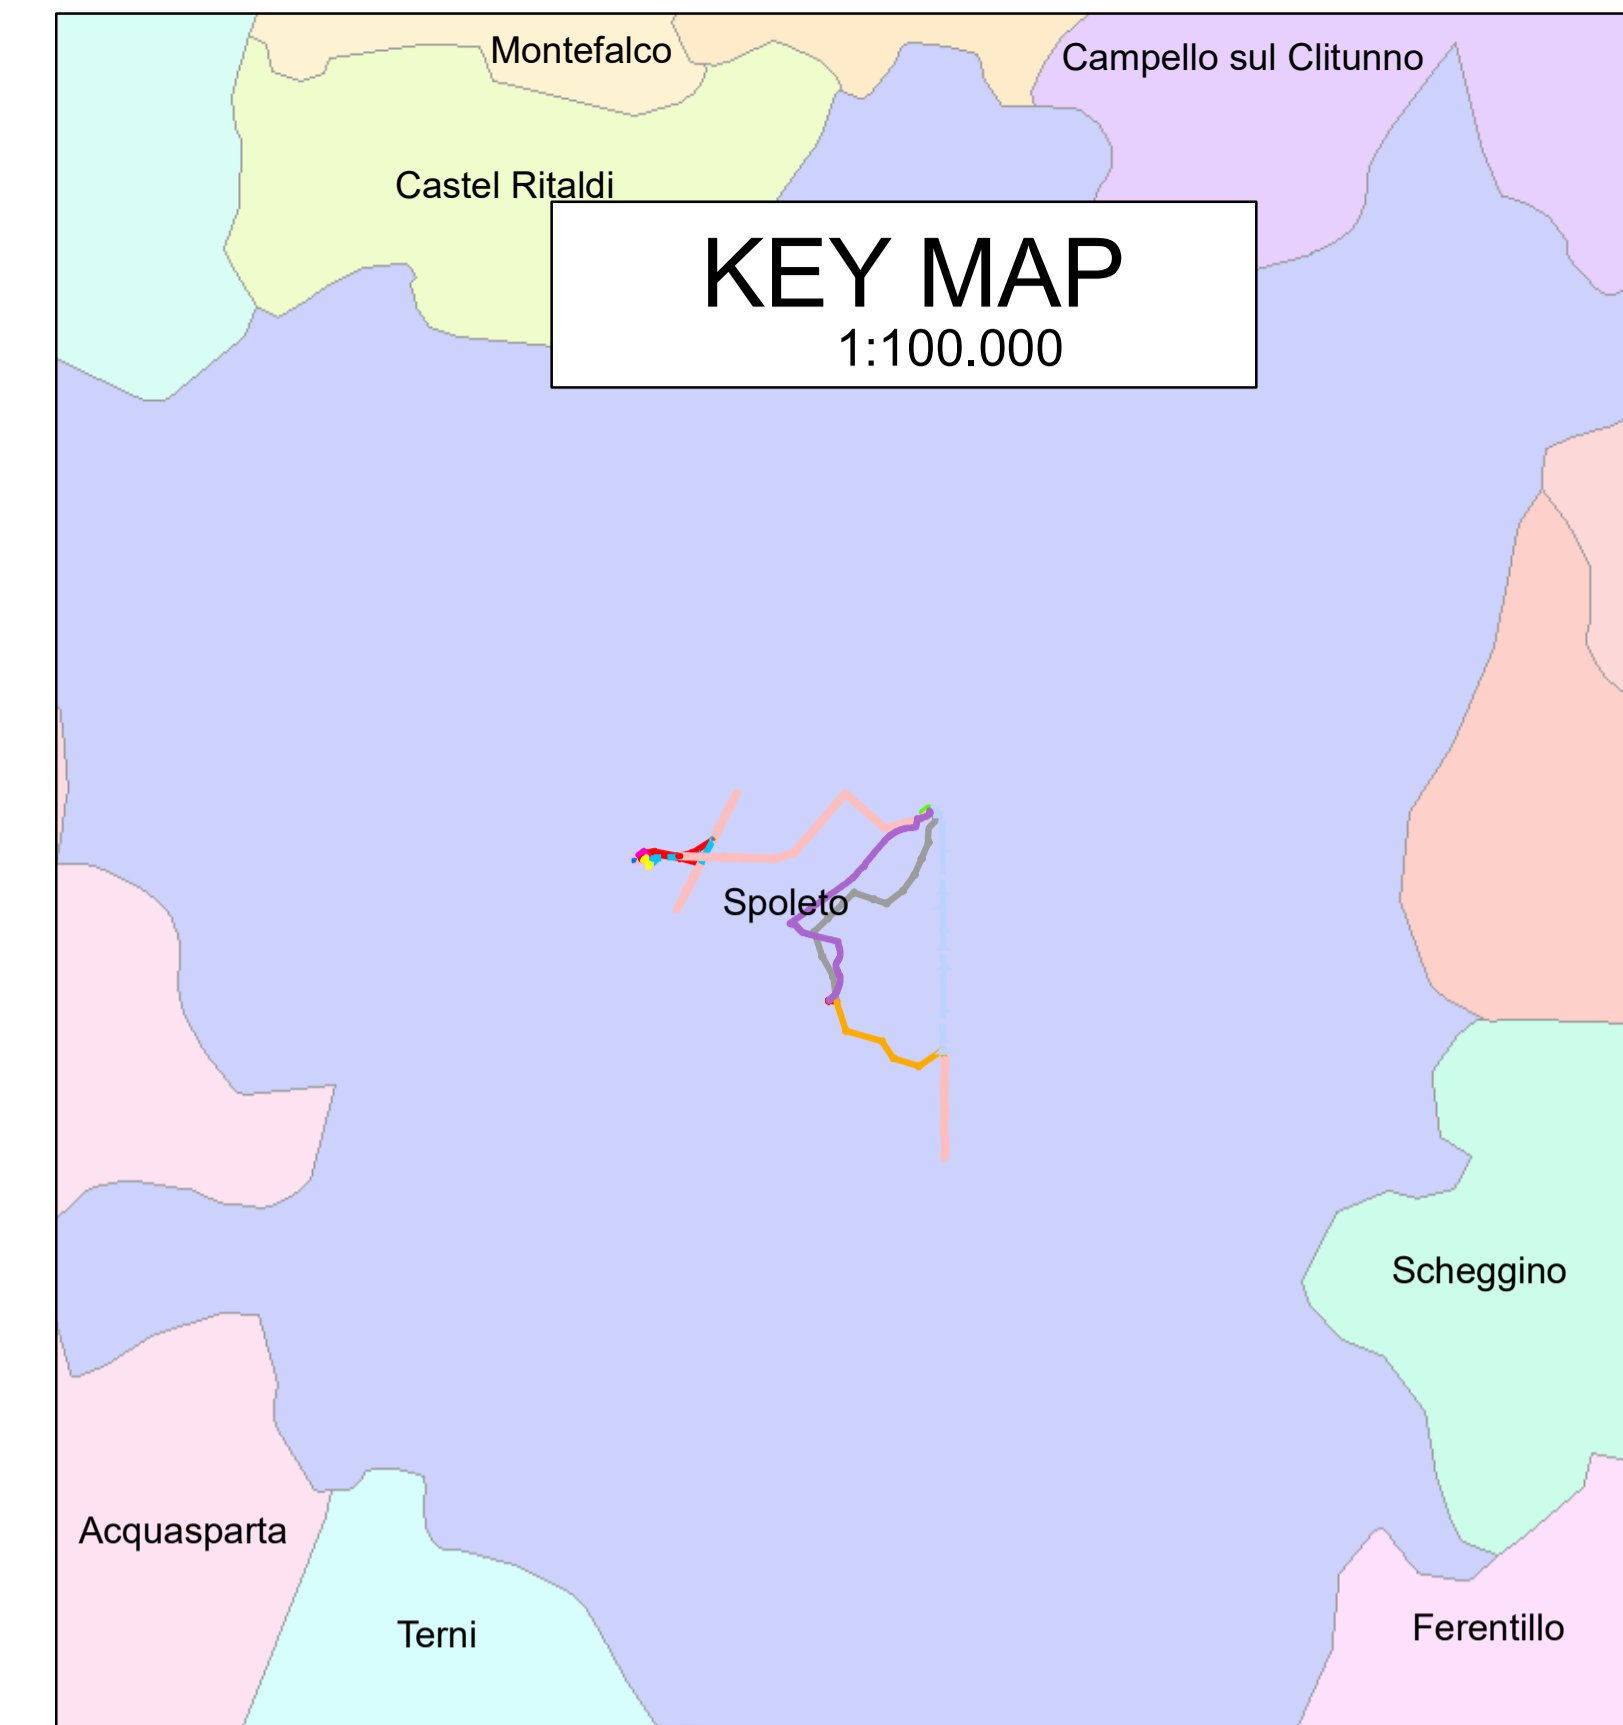 Montefalco
Campello sul Clitunno
Castel Ritaldi
KEY MAP
1:100.000
Spoleto
Scheggino
Acquasparta
Terni
Ferentillo